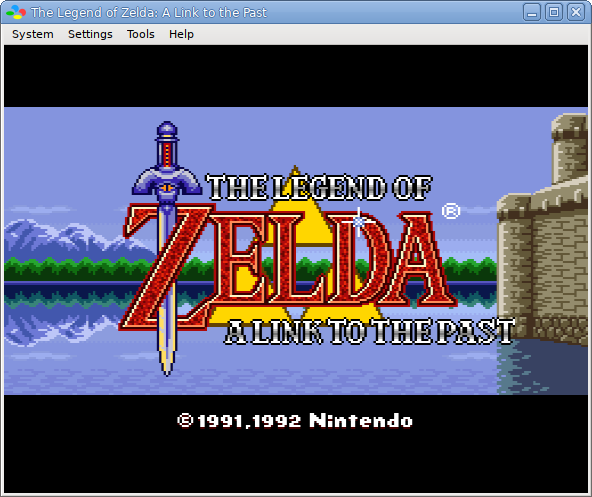 The Legend of Zelda: A Link to the Past
System Settings Tools Help
THE LEGEND OF
ZELDA ®
A LINK TO THE PAST
©1991,1992 Nintendo